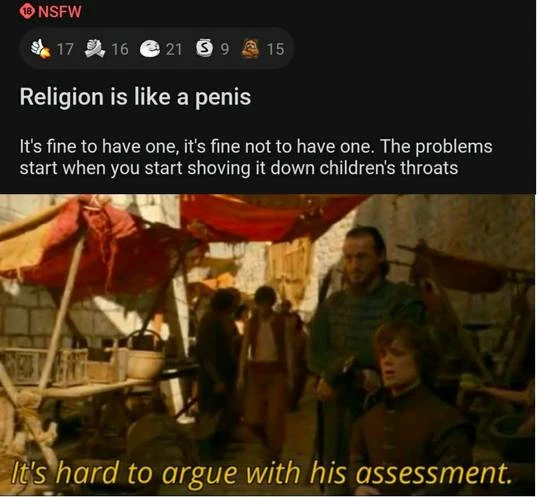 18 NSFW
17 16 21 S 9 15
Religion is like a penis
It's fine to have one, it's fine not to have one. The problems
start when you start shoving it down children's throats
It's hard to argue with his assessment.